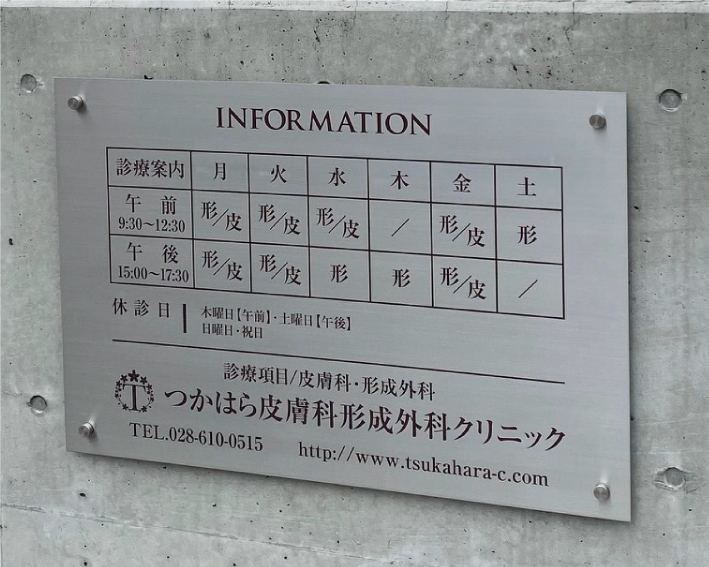 INFORMATION
診療案内 月 火 水 木 金 土
午前 9:30〜12:30 形/皮 形/皮 形/皮 / 形/皮 形
午後 15:00〜17:30 形/皮 形/皮 形 形 形/皮 /
休診日 木曜日【午前】・土曜日【午後】
日曜日・祝日
診療項目/皮膚科・形成外科
T つかはら皮膚科形成外科クリニック
TEL.028-610-0515 http://www.tsukahara-c.com